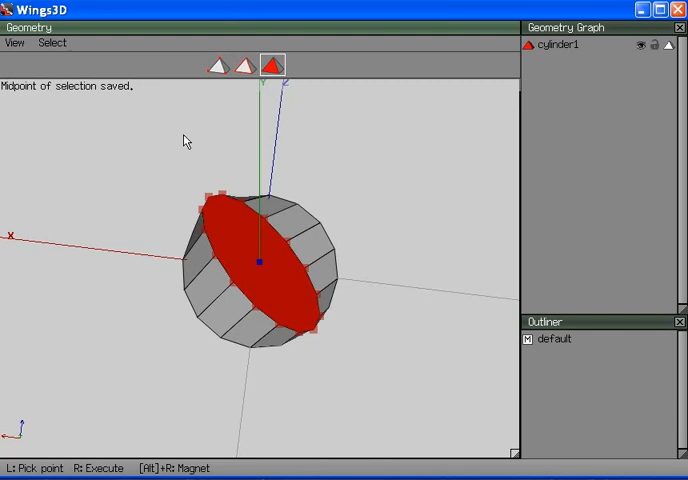 Wings3D
Geometry
Geometry Graph
View Select
cylinder1
Midpoint of selection saved.
Y
Z
X
Outliner
M default
L: Pick point R: Execute [Alt]+R: Magnet